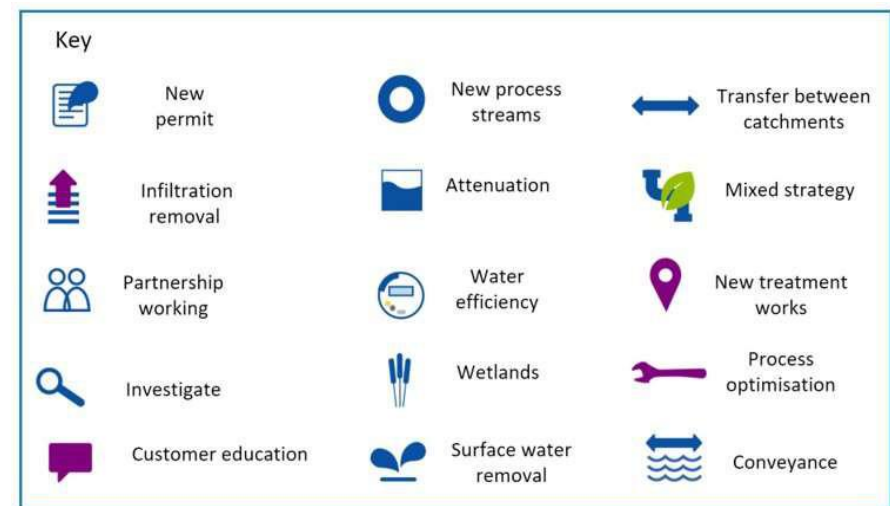 Key
New
permit
New process
streams
Transfer between
catchments
Infiltration
removal
Attenuation
Mixed strategy
Partnership
working
Water
efficiency
New treatment
works
Investigate
Wetlands
Process
optimisation
Customer education
Surface water
removal
Conveyance